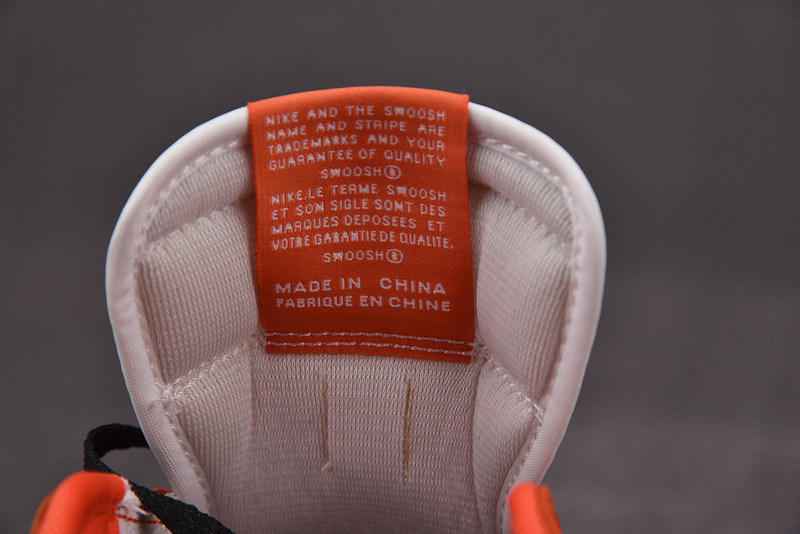 NIKE AND THE SWOOSH
NAME AND STRIPE ARE
TRADEMARKS AND YOUR
GUARANTEE OF QUALITY
SWOOSH®
NIKE.LE TERME SWOOSH
ET SON SIGLE SONT DES
MARQUES DEPOSEES ET
VOTRE GARANTIE DE QUALITE.
SWOOSH®
MADE IN CHINA
FABRIQUE EN CHINE